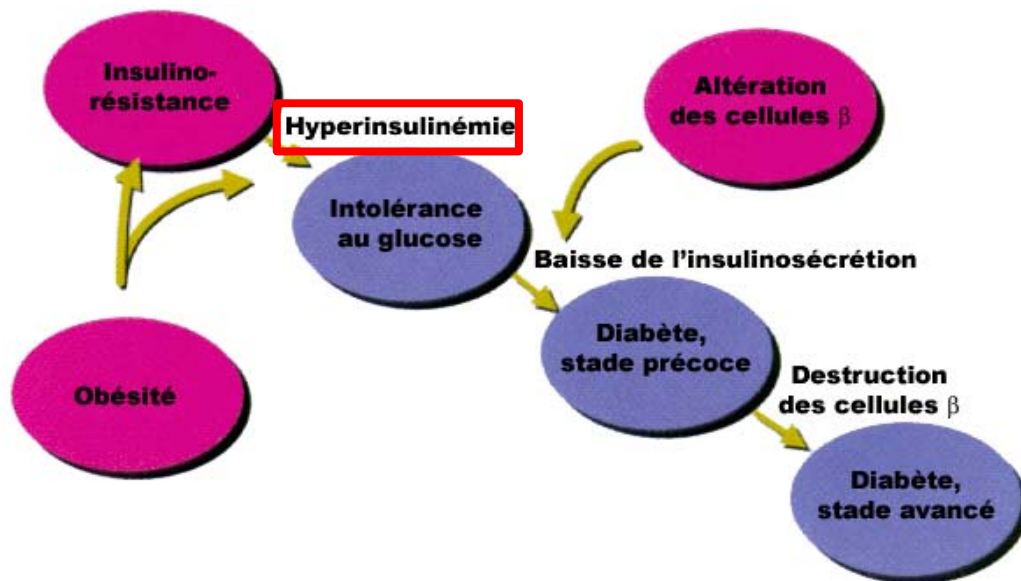 Insulino-
résistance
Hyperinsulinémie
Altération
des cellules β
Intolérance
au glucose
Baisse de l'insulinosécrétion
Diabète,
stade précoce
Obésité
Destruction
des cellules β
Diabète,
stade avancé